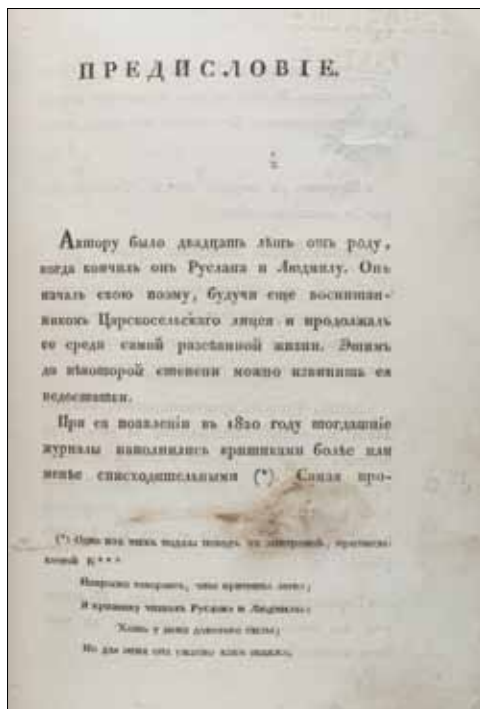 ПРЕДИСЛОВІЕ.
Автору было двадцать лѣтъ отъ роду,
когда кончилъ онъ Руслана и Людмилу. Онъ
началъ свою поэму, будучи еще воспитан-
никомъ Царскосельскаго лицея и продолжалъ
ее среди самой разсѣянной жизни. Этимъ
до нѣкоторой степени можно извинить ея
недостатки.
При ея появленіи въ 1820 году тогдашніе
журналы наполнились критиками болѣе или
менѣе снисходительными (*). Самая про-
(*) Одна изъ нихъ подала поводъ къ эпиграммѣ,
К***
Напрасно говорятъ, что критика легка;
Я критику читалъ Руслана и Людмилы:
Хоть у меня довольно силы;
Но для меня она ужасно какъ тяжка.